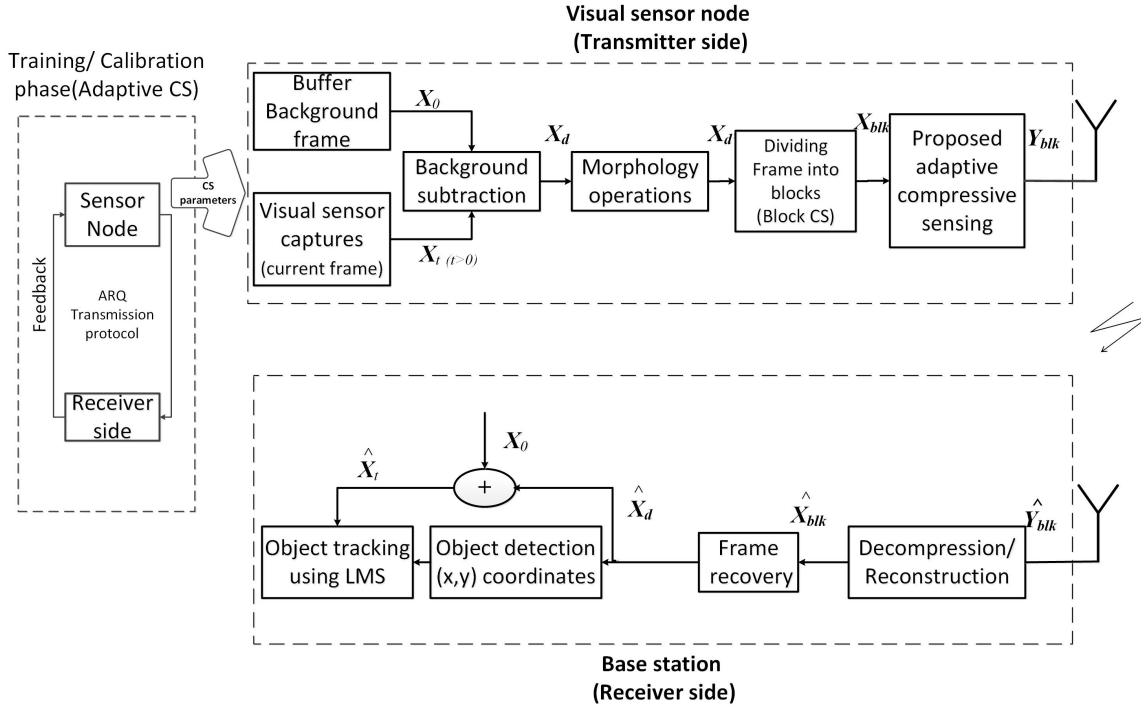 Visual sensor node
(Transmitter side)
Training/ Calibration
phase(Adaptive CS)
Sensor
Node
Feedback
ARQ
Transmission
protocol
Receiver
side
CS
parameters
Buffer
Background
frame
X0
Visual sensor
captures
(current frame)
Xt (t>0)
Background
subtraction
Xd
Morphology
operations
Xd
Dividing
Frame into
blocks
(Block CS)
Xblk
Proposed
adaptive
compressive
sensing
Yblk
X0
X̂t
+
X̂d
X̂blk
Ŷblk
Object tracking
using LMS
Object detection
(x,y) coordinates
Frame
recovery
Decompression/
Reconstruction
Base station
(Receiver side)